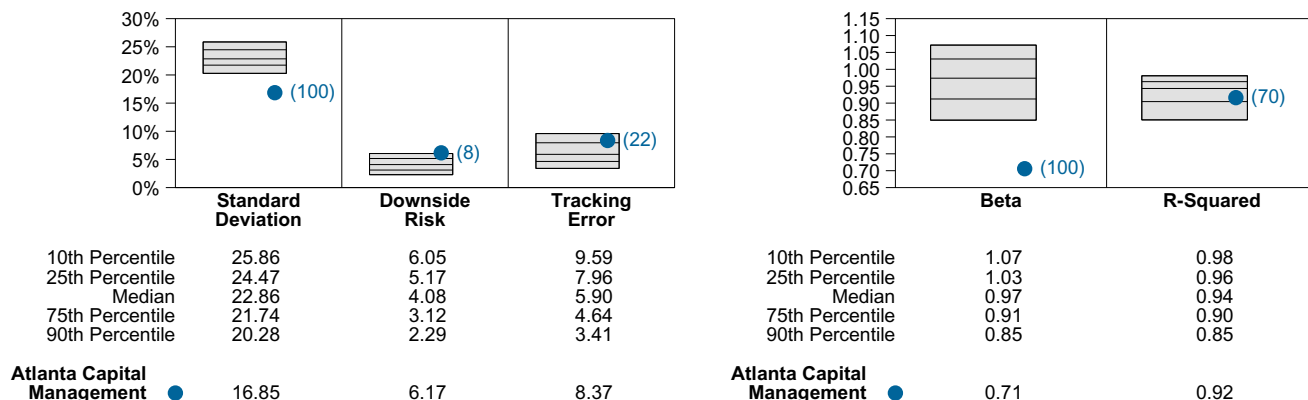 30%
25%
20%
15%
10%
5%
0%
(100)
(8)
(22)
Standard Deviation
Downside Risk
Tracking Error
10th Percentile 25.86 6.05 9.59
25th Percentile 24.47 5.17 7.96
Median 22.86 4.08 5.90
75th Percentile 21.74 3.12 4.64
90th Percentile 20.28 2.29 3.41
Atlanta Capital
Management 16.85 6.17 8.37
1.15
1.10
1.05
1.00
0.95
0.90
0.85
0.80
0.75
0.70
0.65
(100)
(70)
Beta
R-Squared
10th Percentile 1.07 0.98
25th Percentile 1.03 0.96
Median 0.97 0.94
75th Percentile 0.91 0.90
90th Percentile 0.85 0.85
Atlanta Capital
Management 0.71 0.92